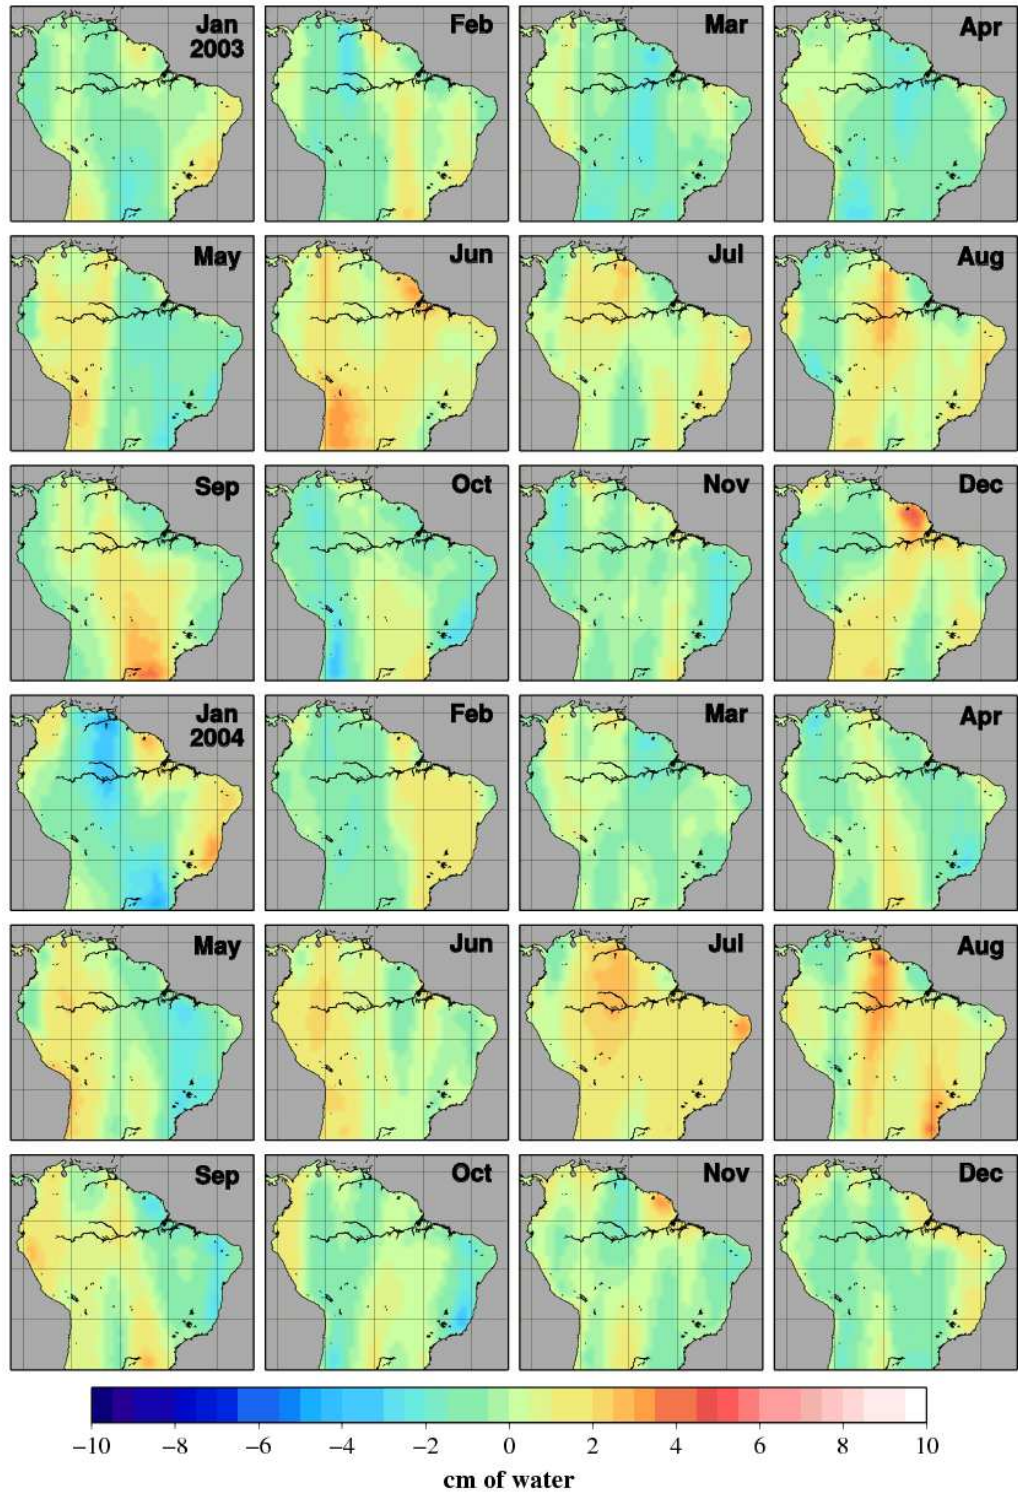 Jan
2003
Feb
Mar
Apr
May
Jun
Jul
Aug
Sep
Oct
Nov
Dec
Jan
2004
Feb
Mar
Apr
May
Jun
Jul
Aug
Sep
Oct
Nov
Dec
−10 −8 −6 −4 −2 0 2 4 6 8 10
cm of water